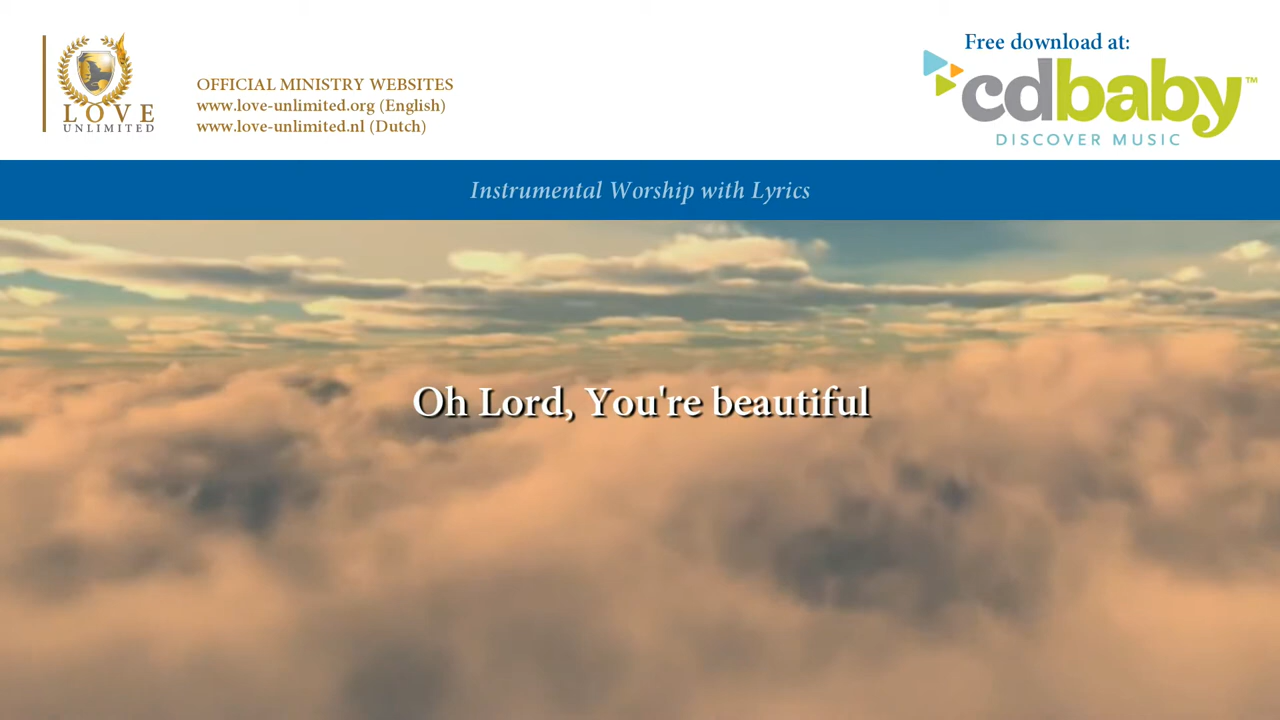 LOVE
UNLIMITED
OFFICIAL MINISTRY WEBSITES
www.love-unlimited.org (English)
www.love-unlimited.nl (Dutch)
Free download at:
cdbaby™
DISCOVER MUSIC
Instrumental Worship with Lyrics
Oh Lord, You're beautiful